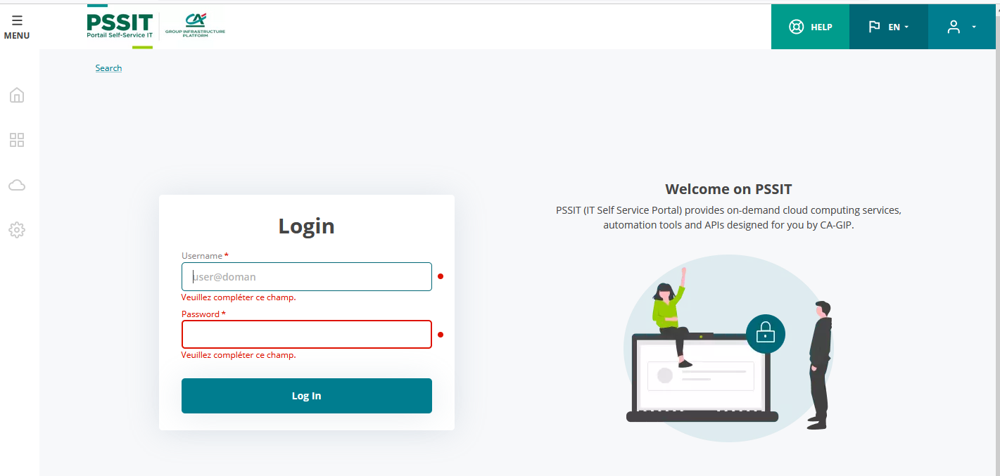 MENU
PSSIT
Portail Self-Service IT
CA
GROUP INFRASTRUCTURE
PLATFORM
HELP
EN
Search
Login
Username *
user@doman
Veuillez compléter ce champ.
Password *
Veuillez compléter ce champ.
Log In
Welcome on PSSIT
PSSIT (IT Self Service Portal) provides on-demand cloud computing services,
automation tools and APIs designed for you by CA-GIP.